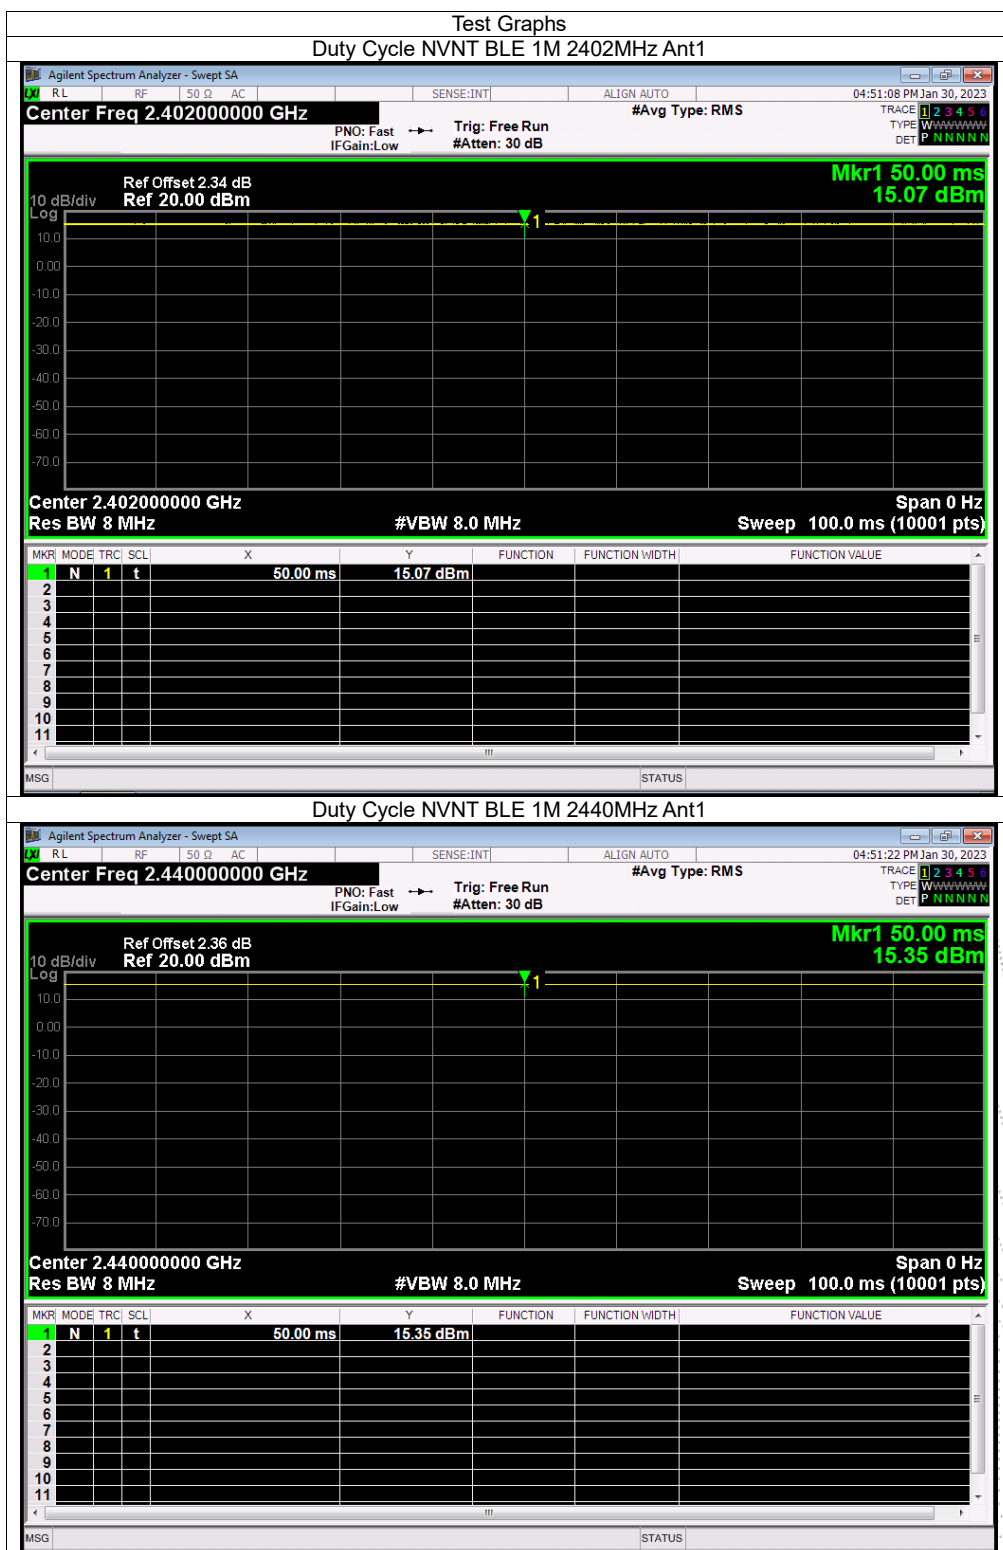 Test Graphs
Duty Cycle NVNT BLE 1M 2402MHz Ant1
Agilent Spectrum Analyzer - Swept SA
LXI RL RF 50 Ω AC SENSE:INT ALIGN AUTO 04:51:08 PM Jan 30, 2023
Center Freq 2.402000000 GHz #Avg Type: RMS TRACE 1 2 3 4 5 6
PNO: Fast Trig: Free Run TYPE WWWWWW
IFGain:Low #Atten: 30 dB DET P N N N N N
Mkr1 50.00 ms
Ref Offset 2.34 dB
10 dB/div Ref 20.00 dBm 15.07 dBm
Log
1
10.0
0.00
-10.0
-20.0
-30.0
-40.0
-50.0
-60.0
-70.0
Center 2.402000000 GHz Span 0 Hz
Res BW 8 MHz #VBW 8.0 MHz Sweep 100.0 ms (10001 pts)
MKR MODE TRC SCL X Y FUNCTION FUNCTION WIDTH FUNCTION VALUE
1 N 1 t 50.00 ms 15.07 dBm
2
3
4
5
6
7
8
9
10
11
MSG STATUS
Duty Cycle NVNT BLE 1M 2440MHz Ant1
Agilent Spectrum Analyzer - Swept SA
LXI RL RF 50 Ω AC SENSE:INT ALIGN AUTO 04:51:22 PM Jan 30, 2023
Center Freq 2.440000000 GHz #Avg Type: RMS TRACE 1 2 3 4 5 6
PNO: Fast Trig: Free Run TYPE WWWWWW
IFGain:Low #Atten: 30 dB DET P N N N N N
Mkr1 50.00 ms
Ref Offset 2.36 dB
10 dB/div Ref 20.00 dBm 15.35 dBm
Log
1
10.0
0.00
-10.0
-20.0
-30.0
-40.0
-50.0
-60.0
-70.0
Center 2.440000000 GHz Span 0 Hz
Res BW 8 MHz #VBW 8.0 MHz Sweep 100.0 ms (10001 pts)
MKR MODE TRC SCL X Y FUNCTION FUNCTION WIDTH FUNCTION VALUE
1 N 1 t 50.00 ms 15.35 dBm
2
3
4
5
6
7
8
9
10
11
MSG STATUS